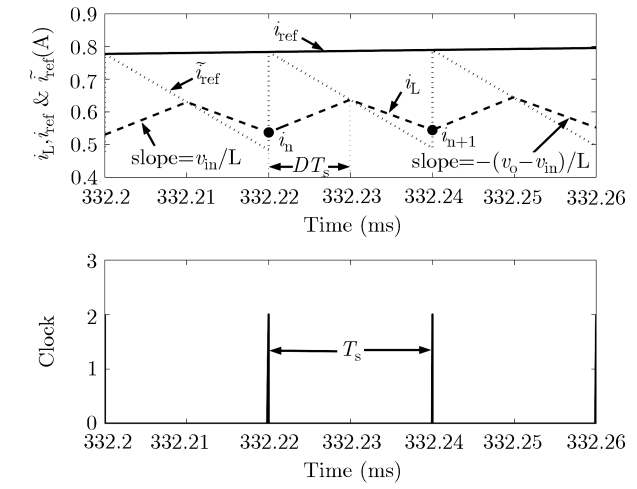 i_L, i_ref & ĩ_ref(A)
0.9
0.8
0.7
0.6
0.5
0.4
i_ref
ĩ_ref
i_L
i_n
i_n+1
slope=v_in/L
DT_s
slope=−(v_o−v_in)/L
332.2 332.21 332.22 332.23 332.24 332.25 332.26
Time (ms)
Clock
3
2
1
0
T_s
332.2 332.21 332.22 332.23 332.24 332.25 332.26
Time (ms)